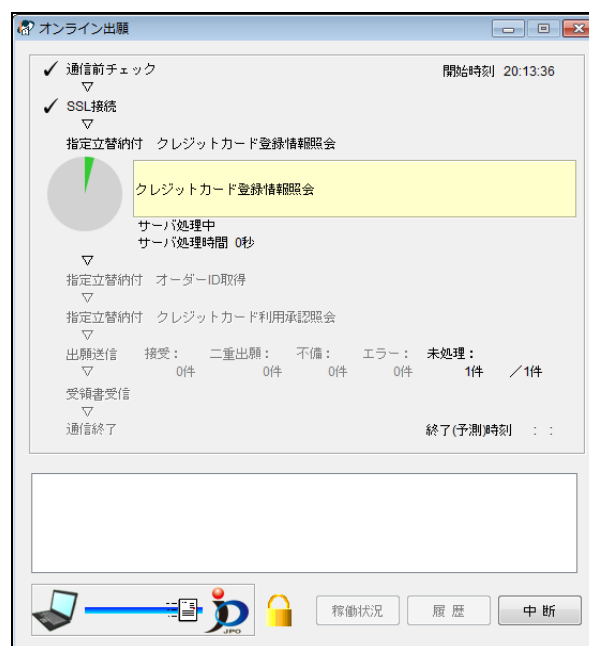 オンライン出願
✓ 通信前チェック 開始時刻 20:13:36
▽
✓ SSL接続
▽
指定立替納付 クレジットカード登録情報照会
クレジットカード登録情報照会
サーバ処理中
サーバ処理時間 0秒
▽
指定立替納付 オーダーID取得
▽
指定立替納付 クレジットカード利用承認照会
▽
出願送信 接受: 二重出願: 不備: エラー: 未処理:
▽ 0件 0件 0件 0件 1件 /1件
受領書受信
▽
通信終了 終了(予測)時刻 : :
JPO 稼働状況 履 歴 中 断